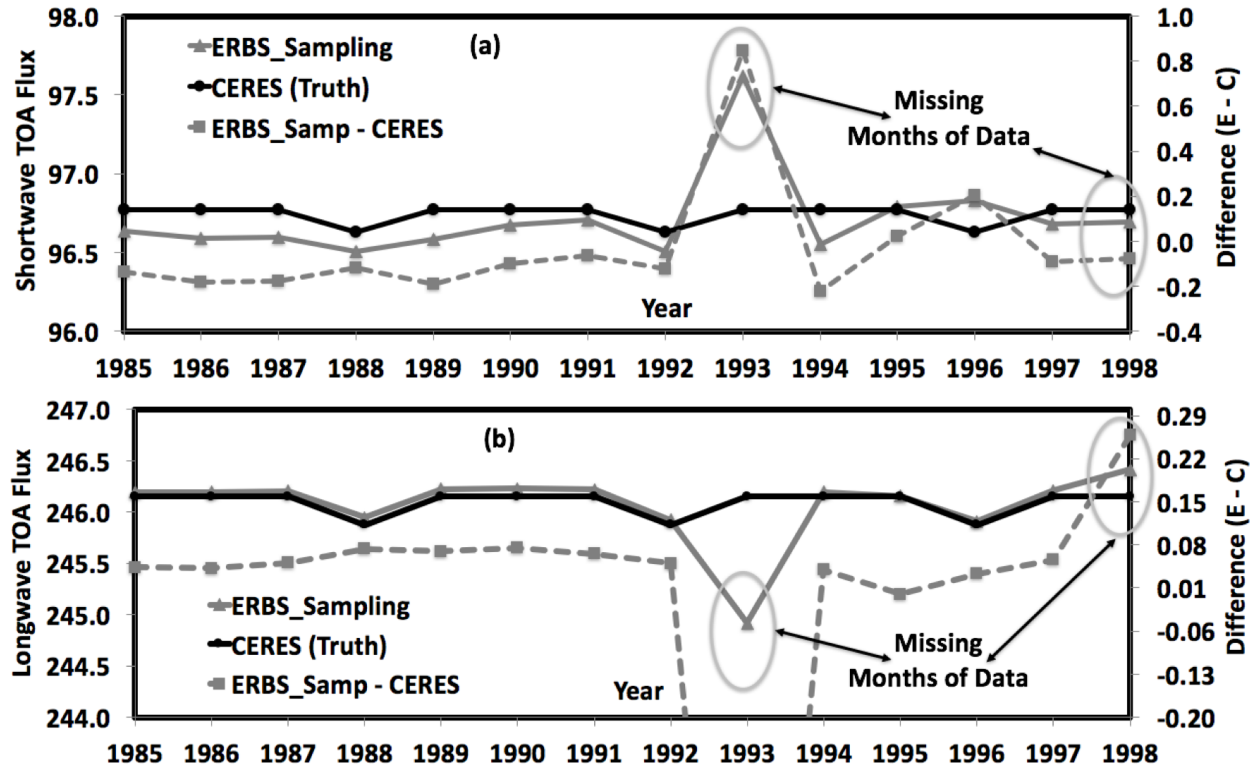 98.0
97.5
97.0
96.5
96.0
Shortwave TOA Flux
ERBS_Sampling
CERES (Truth)
ERBS_Samp - CERES
(a)
Missing
Months of Data
Year
1.0
0.8
0.6
0.4
0.2
0.0
-0.2
-0.4
Difference (E - C)
1985 1986 1987 1988 1989 1990 1991 1992 1993 1994 1995 1996 1997 1998
247.0
246.5
246.0
245.5
245.0
244.5
244.0
Longwave TOA Flux
(b)
ERBS_Sampling
CERES (Truth)
ERBS_Samp - CERES
Year
Missing
Months of Data
0.29
0.22
0.15
0.08
0.01
-0.06
-0.13
-0.20
Difference (E - C)
1985 1986 1987 1988 1989 1990 1991 1992 1993 1994 1995 1996 1997 1998